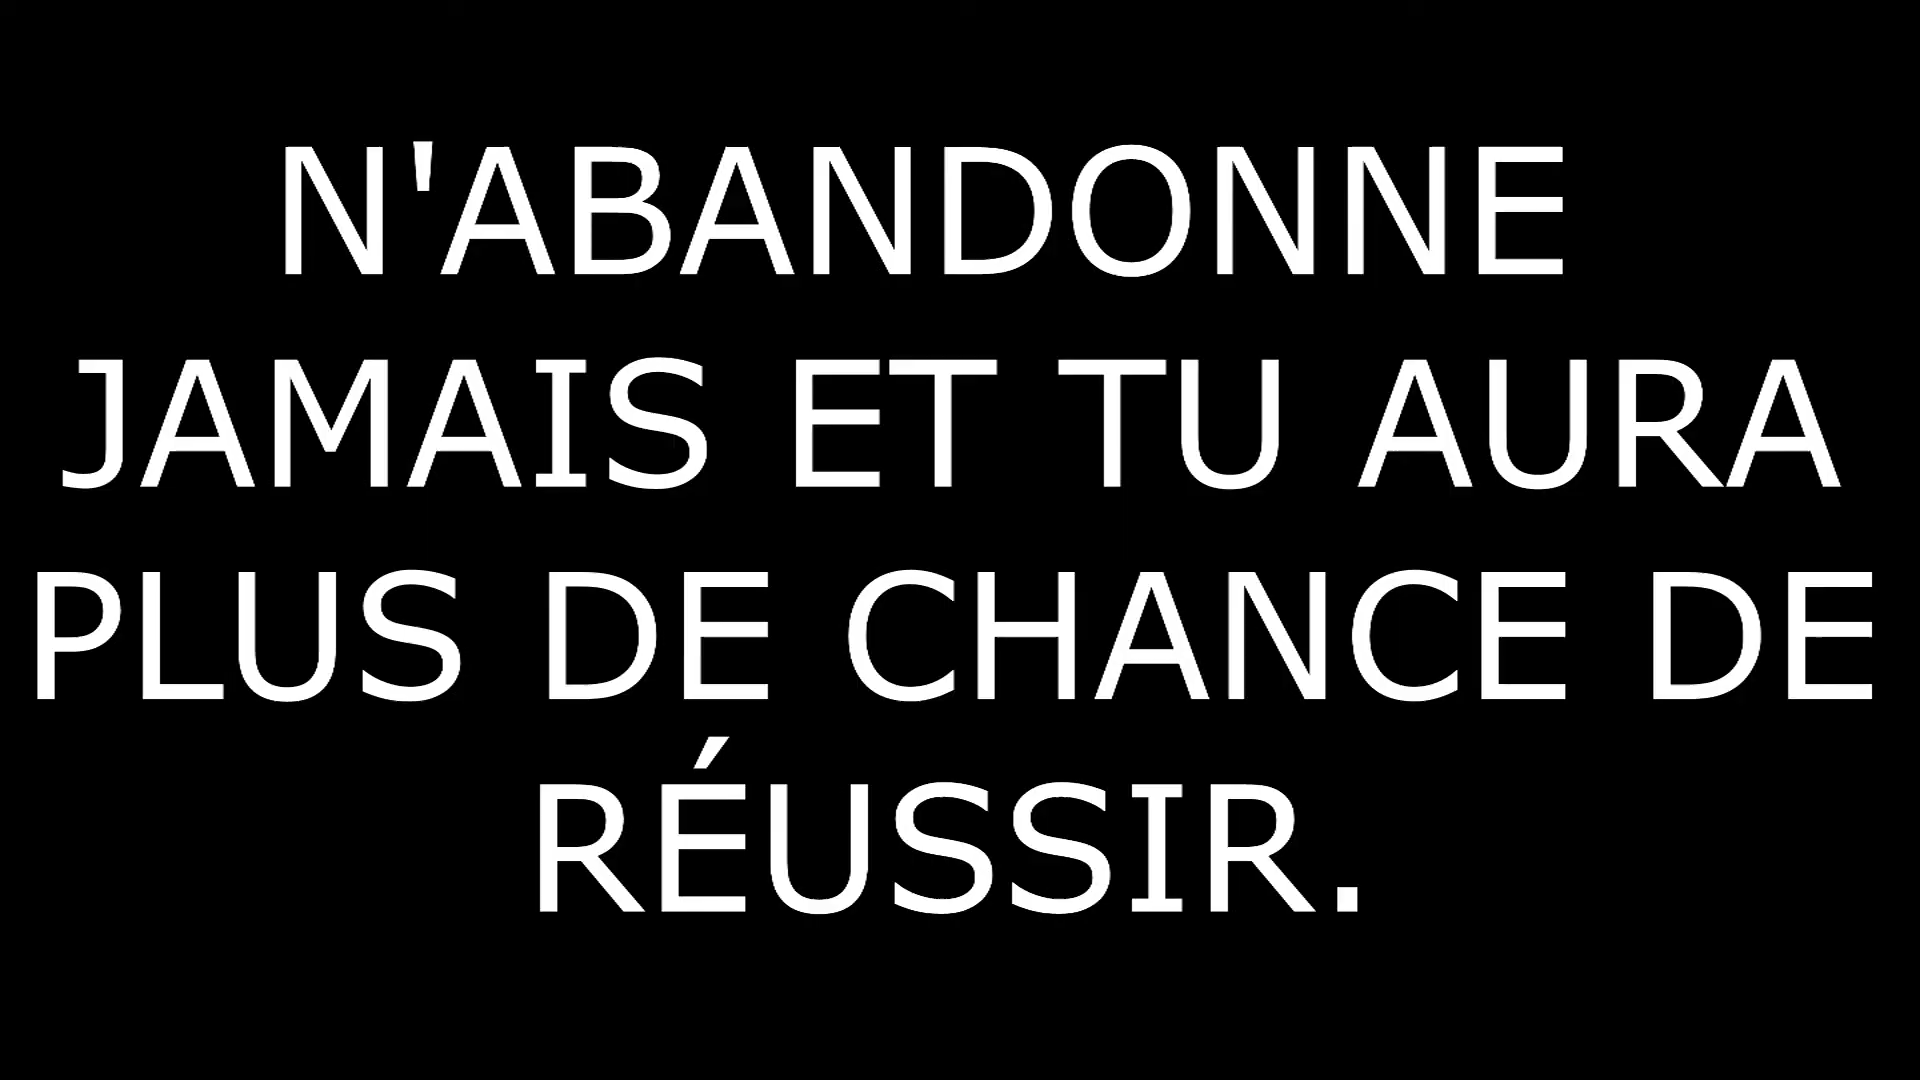 N'ABANDONNE
JAMAIS ET TU AURA
PLUS DE CHANCE DE
RÉUSSIR.